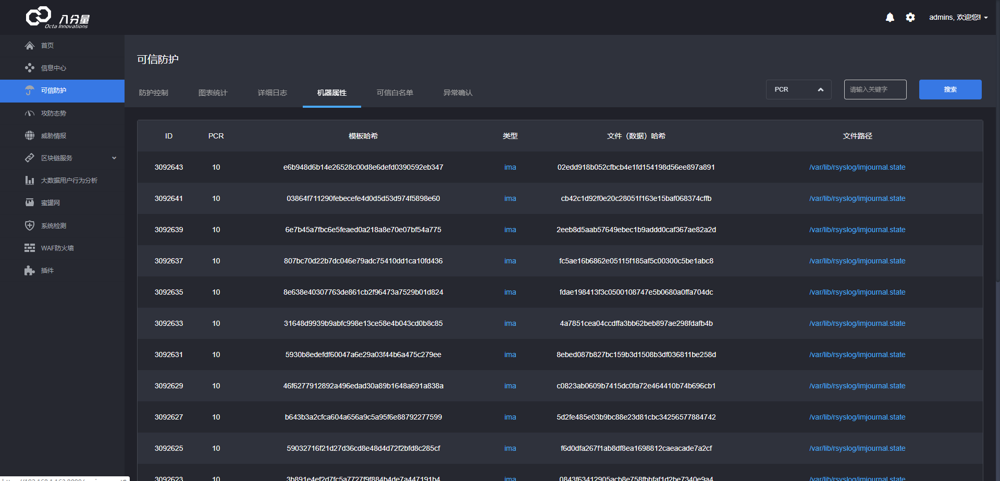 八分量
Octa Innovations
admins, 欢迎您!
首页
信息中心
可信防护
攻防态势
威胁情报
区块链服务
大数据用户行为分析
蜜罐网
系统检测
WAF防火墙
插件
可信防护
防护控制 图表统计 详细日志 机器属性 可信白名单 异常确认 PCR 请输入关键字 搜索
ID PCR 模板哈希 类型 文件（数据）哈希 文件路径
3092643 10 e6b948d6b14e26528c00d8e6defd0390592eb347 ima 02edd918b052cfbcb4e1fd154198d56ee897a891 /var/lib/rsyslog/imjournal.state
3092641 10 03864f711290febecefe4d0d5d53d974f5898e60 ima cb42c1d92f0e20c28051f163e15baf068374cffb /var/lib/rsyslog/imjournal.state
3092639 10 6e7b45a7fbc6e5feaed0a218a8e70e07bf54a775 ima 2eeb8d5aab57649ebec1b9addd0caf367ae82a2d /var/lib/rsyslog/imjournal.state
3092637 10 807bc70d22b7dc046e79adc75410dd1ca10fd436 ima fc5ae16b6862e05115f185af5c00300c5be1abc8 /var/lib/rsyslog/imjournal.state
3092635 10 8e638e40307763de861cb2f96473a7529b01d824 ima fdae198413f3c0500108747e5b0680a0ffa704dc /var/lib/rsyslog/imjournal.state
3092633 10 31648d9939b9abfc998e13ce58e4b043cd0b8c85 ima 4a7851cea04ccdffa3bb62beb897ae298fdafb4b /var/lib/rsyslog/imjournal.state
3092631 10 5930b8edefdf60047a6e29a03f44b6a475c279ee ima 8ebed087b827bc159b3d1508b3df036811be258d /var/lib/rsyslog/imjournal.state
3092629 10 46f6277912892a496edad30a89b1648a691a838a ima c0823ab0609b7415dc0fa72e464410b74b696cb1 /var/lib/rsyslog/imjournal.state
3092627 10 b643b3a2cfca604a656a9c5a95f6e88792277599 ima 5d2fe485e03b9bc88e23d81cbc34256577884742 /var/lib/rsyslog/imjournal.state
3092625 10 59032716f21d27d36cd8e48d4d72f2bfd8c285cf ima f6d0dfa267f1ab8df8ea1698812caeacade7a2cf /var/lib/rsyslog/imjournal.state
3092623 10 3b891e4ef2d7fc5a7727f9f884b4de7a447191b4 ima 0843f63412905acb8e758fbbfaf1d2be7340e9a4 /var/lib/rsyslog/imjournal.state